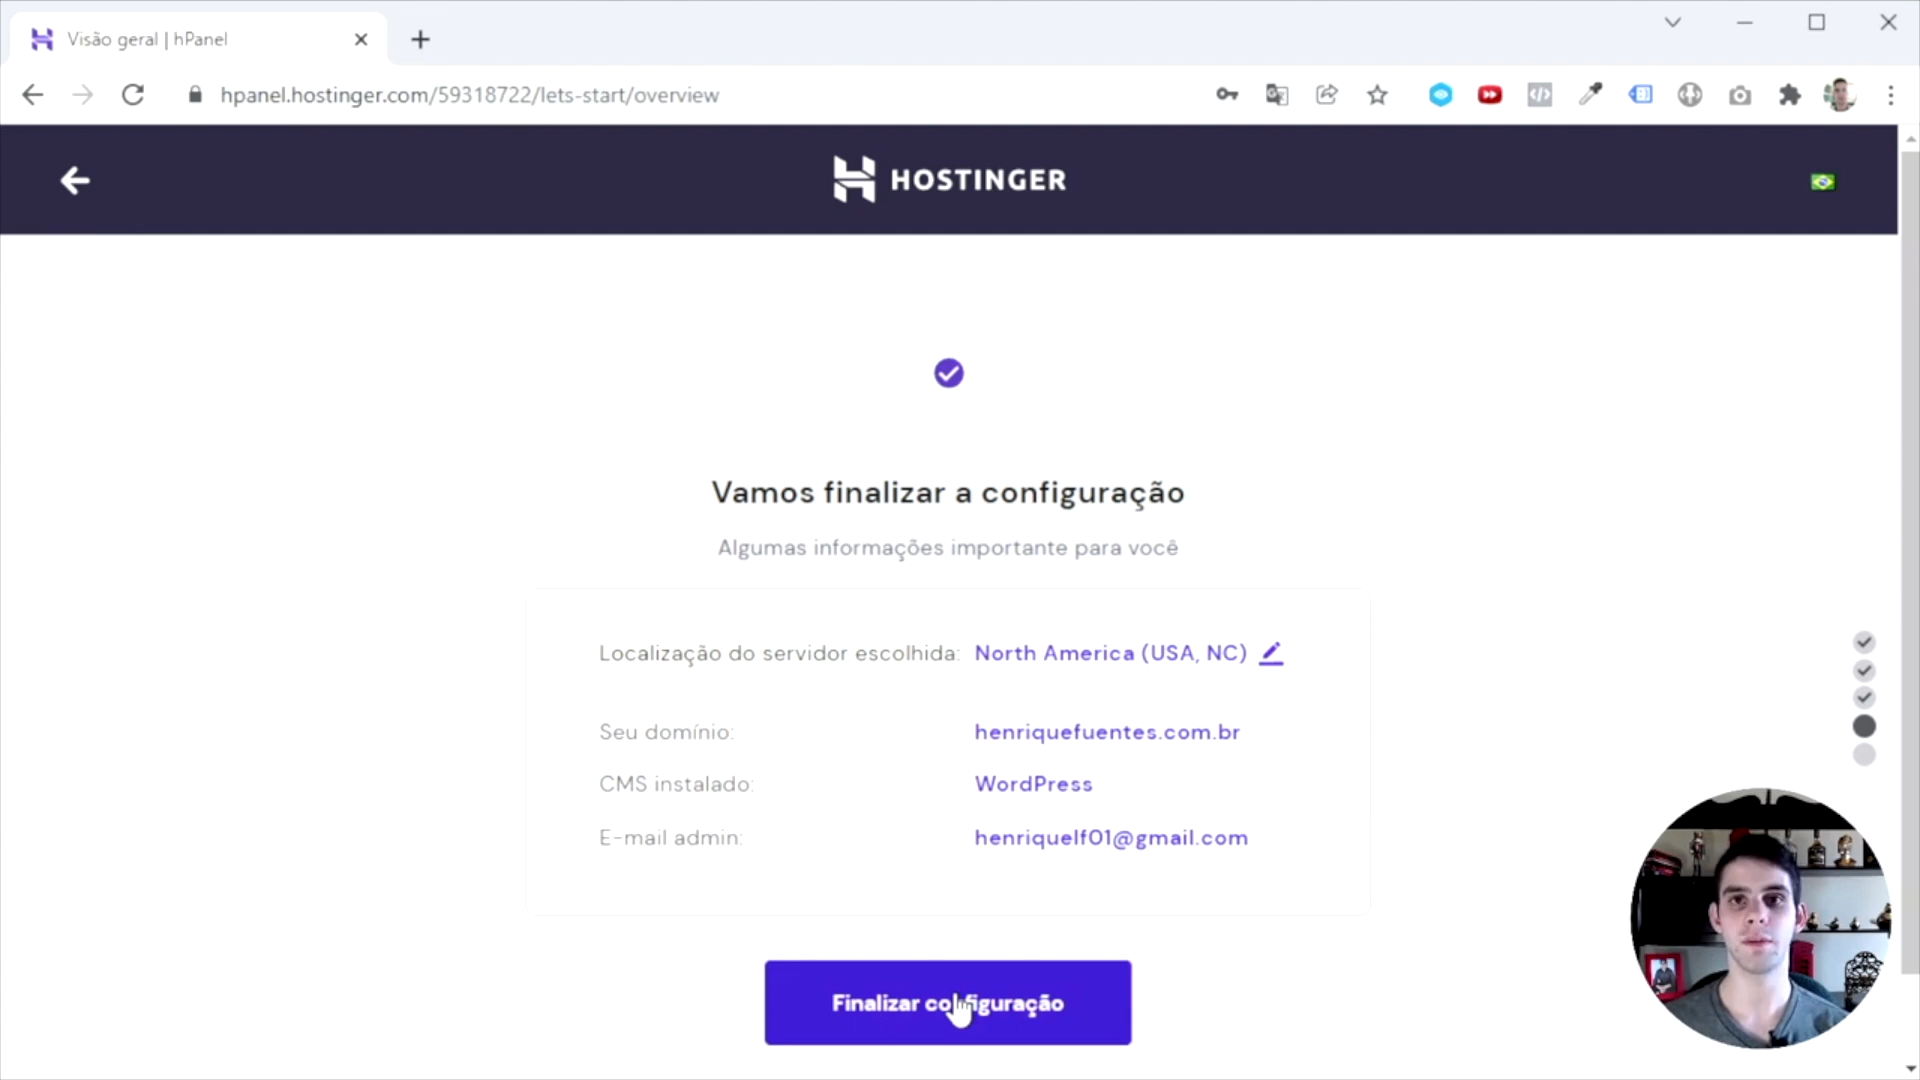 Visão geral | hPanel
hpanel.hostinger.com/59318722/lets-start/overview
HOSTINGER
Vamos finalizar a configuração
Algumas informações importante para você
Localização do servidor escolhida: North America (USA, NC)
Seu domínio: henriquefuentes.com.br
CMS instalado: WordPress
E-mail admin: henriquelf01@gmail.com
Finalizar configuração